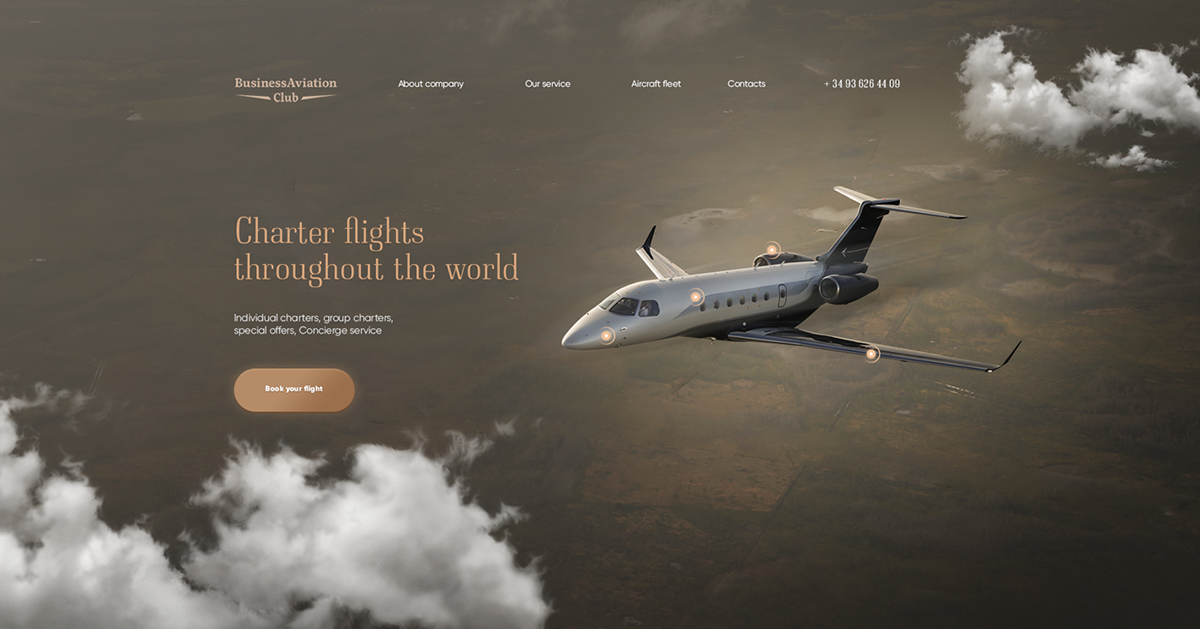 BusinessAviation
Club
About company
Our service
Aircraft fleet
Contacts
+ 34 93 626 44 09
Charter flights
throughout the world
Individual charters, group charters,
special offers, Concierge service
Book your flight